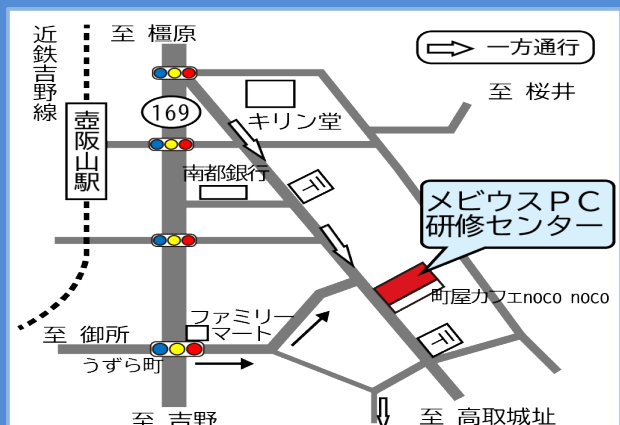 近鉄吉野線
至 橿原
一方通行
至 桜井
169
キリン堂
壺阪山駅
南都銀行
〒
メビウスPC
研修センター
町屋カフェnoco noco
ファミリー
マート
〒
至 御所
うずら町
至 吉野
至 高取城址